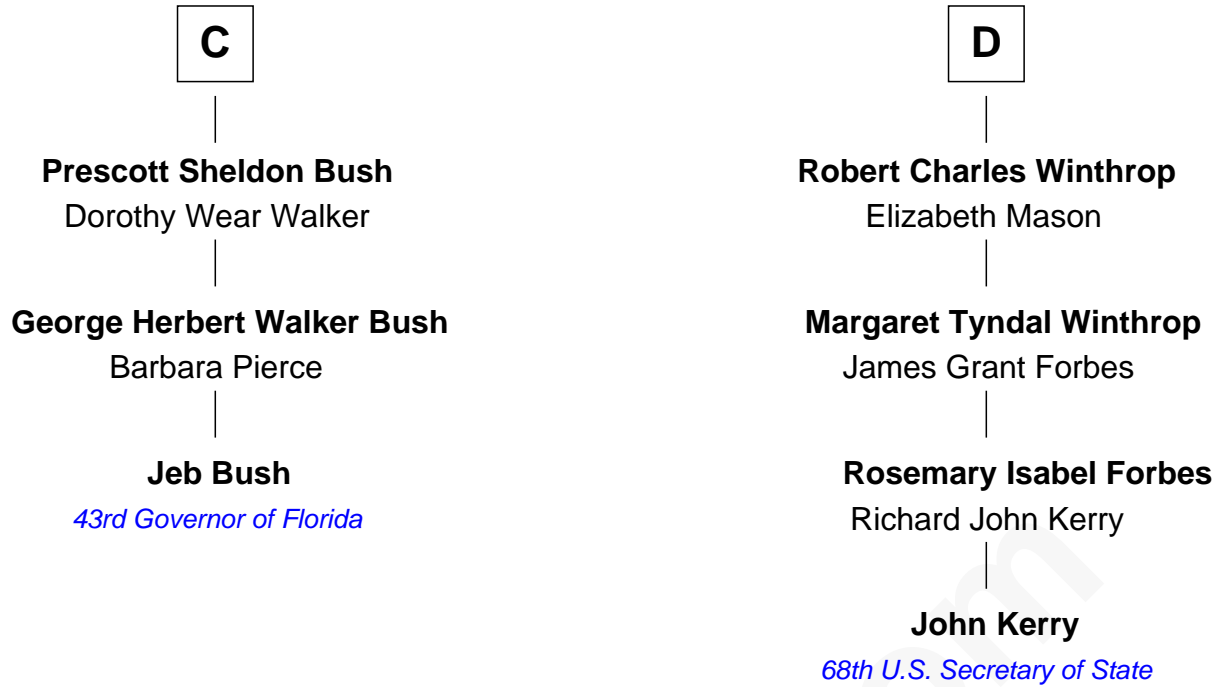 C
Prescott Sheldon Bush
Dorothy Wear Walker
George Herbert Walker Bush
Barbara Pierce
Jeb Bush
43rd Governor of Florida
D
Robert Charles Winthrop
Elizabeth Mason
Margaret Tyndal Winthrop
James Grant Forbes
Rosemary Isabel Forbes
Richard John Kerry
John Kerry
68th U.S. Secretary of State